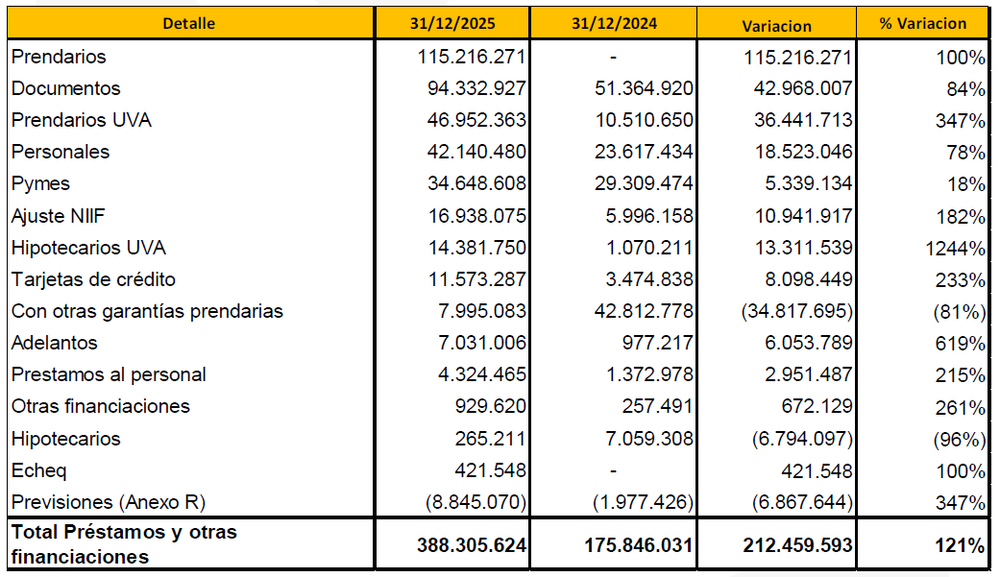 Detalle 31/12/2025 31/12/2024 Variacion % Variacion
Prendarios 115.216.271 - 115.216.271 100%
Documentos 94.332.927 51.364.920 42.968.007 84%
Prendarios UVA 46.952.363 10.510.650 36.441.713 347%
Personales 42.140.480 23.617.434 18.523.046 78%
Pymes 34.648.608 29.309.474 5.339.134 18%
Ajuste NIIF 16.938.075 5.996.158 10.941.917 182%
Hipotecarios UVA 14.381.750 1.070.211 13.311.539 1244%
Tarjetas de crédito 11.573.287 3.474.838 8.098.449 233%
Con otras garantías prendarias 7.995.083 42.812.778 (34.817.695) (81%)
Adelantos 7.031.006 977.217 6.053.789 619%
Prestamos al personal 4.324.465 1.372.978 2.951.487 215%
Otras financiaciones 929.620 257.491 672.129 261%
Hipotecarios 265.211 7.059.308 (6.794.097) (96%)
Echeq 421.548 - 421.548 100%
Previsiones (Anexo R) (8.845.070) (1.977.426) (6.867.644) 347%
Total Préstamos y otras
financiaciones 388.305.624 175.846.031 212.459.593 121%